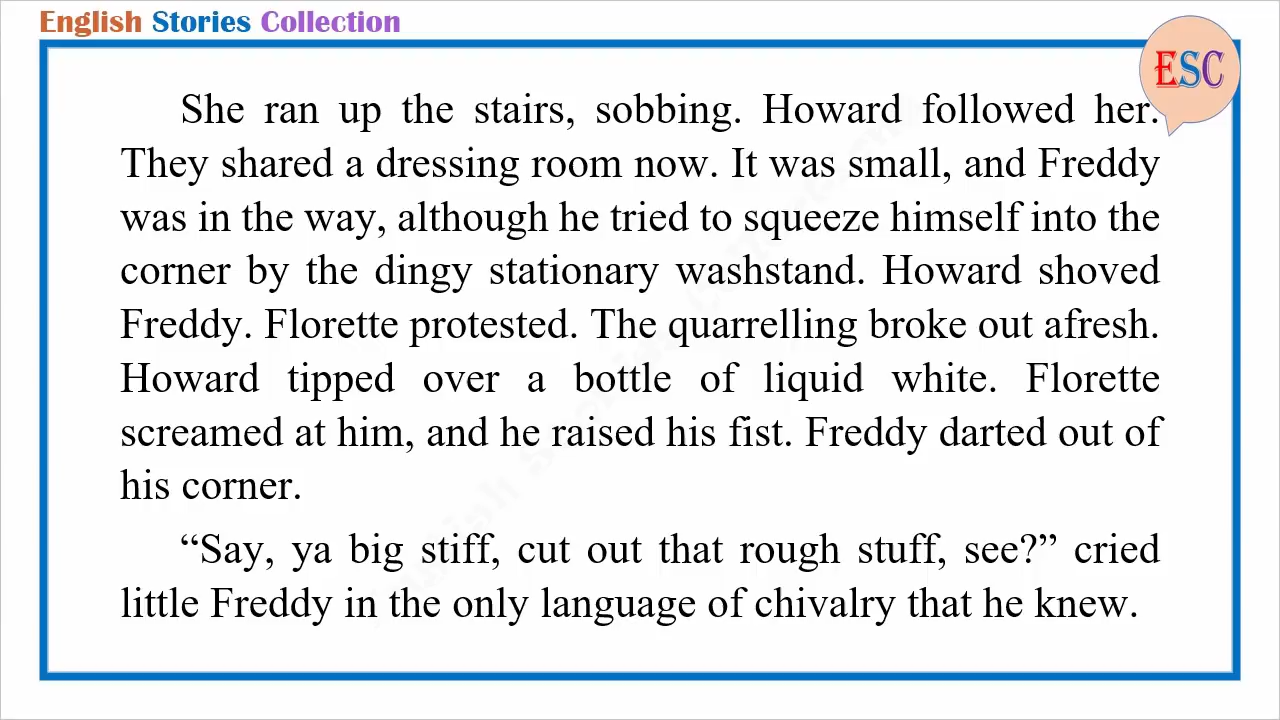 English Stories Collection
ESC
She ran up the stairs, sobbing. Howard followed her.
They shared a dressing room now. It was small, and Freddy
was in the way, although he tried to squeeze himself into the
corner by the dingy stationary washstand. Howard shoved
Freddy. Florette protested. The quarrelling broke out afresh.
Howard tipped over a bottle of liquid white. Florette
screamed at him, and he raised his fist. Freddy darted out of
his corner.
“Say, ya big stiff, cut out that rough stuff, see?” cried
little Freddy in the only language of chivalry that he knew.